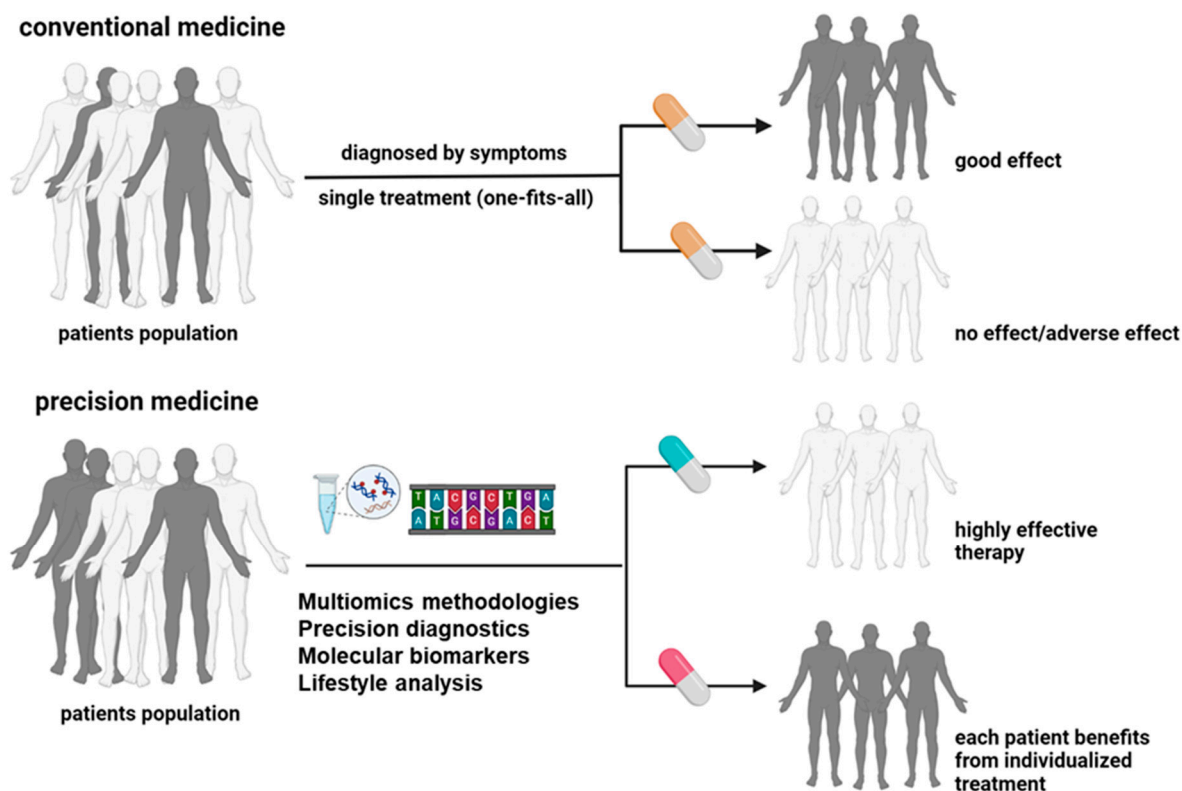 conventional medicine
diagnosed by symptoms
single treatment (one-fits-all)
good effect
no effect/adverse effect
patients population
precision medicine
T A C G C T G A
A T G C G A C T
Multiomics methodologies
Precision diagnostics
Molecular biomarkers
Lifestyle analysis
highly effective
therapy
patients population
each patient benefits
from individualized
treatment